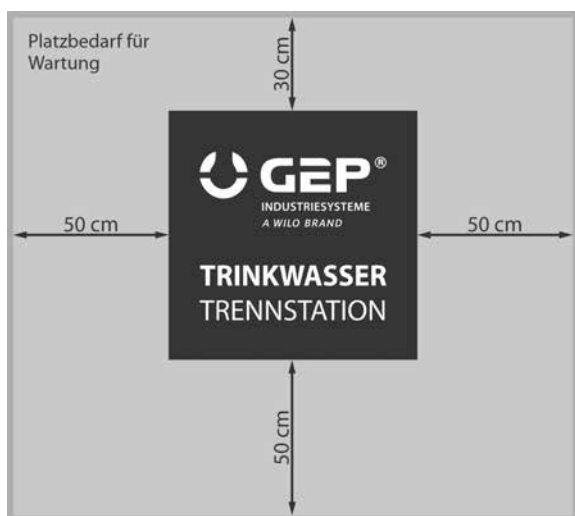 Platzbedarf für
Wartung
30 cm
GEP®
INDUSTRIESYSTEME
A WILO BRAND
50 cm
50 cm
TRINKWASSER
TRENNSTATION
50 cm